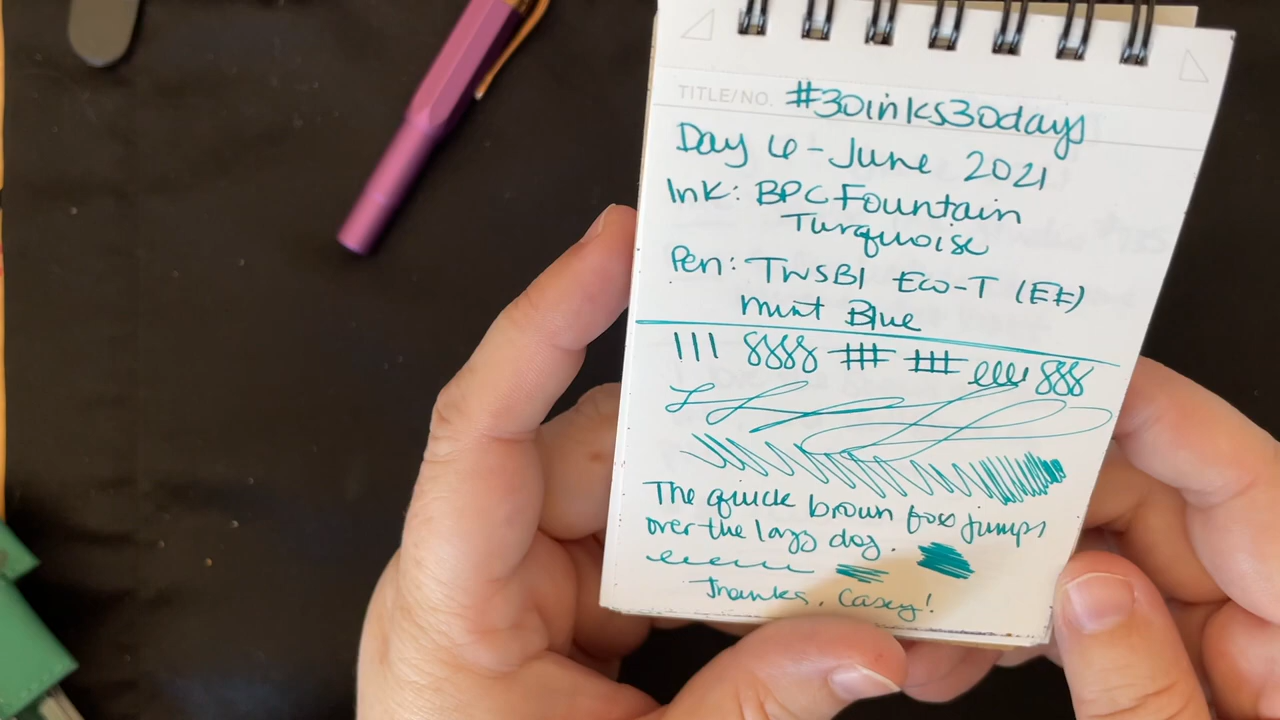 TITLE/NO. #30inks30days
Day 6 - June 2021
Ink: BPC Fountain
Turquoise
Pen: TWSBI Eco-T (EF)
Mint Blue
The quick brown fox jumps
over the lazy dog.
Thanks, Casey!